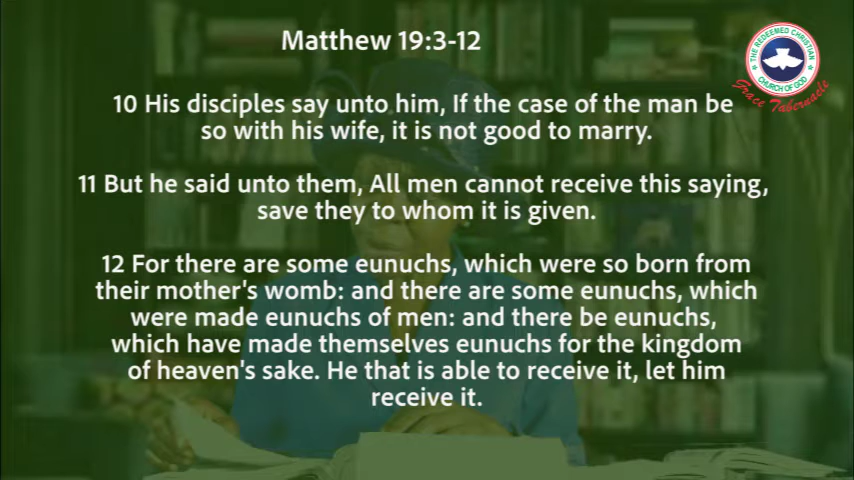 Matthew 19:3-12
THE REDEEMED CHRISTIAN
CHURCH OF GOD
Grace Tabernacle
10 His disciples say unto him, If the case of the man be
so with his wife, it is not good to marry.
11 But he said unto them, All men cannot receive this saying,
save they to whom it is given.
12 For there are some eunuchs, which were so born from
their mother's womb: and there are some eunuchs, which
were made eunuchs of men: and there be eunuchs,
which have made themselves eunuchs for the kingdom
of heaven's sake. He that is able to receive it, let him
receive it.